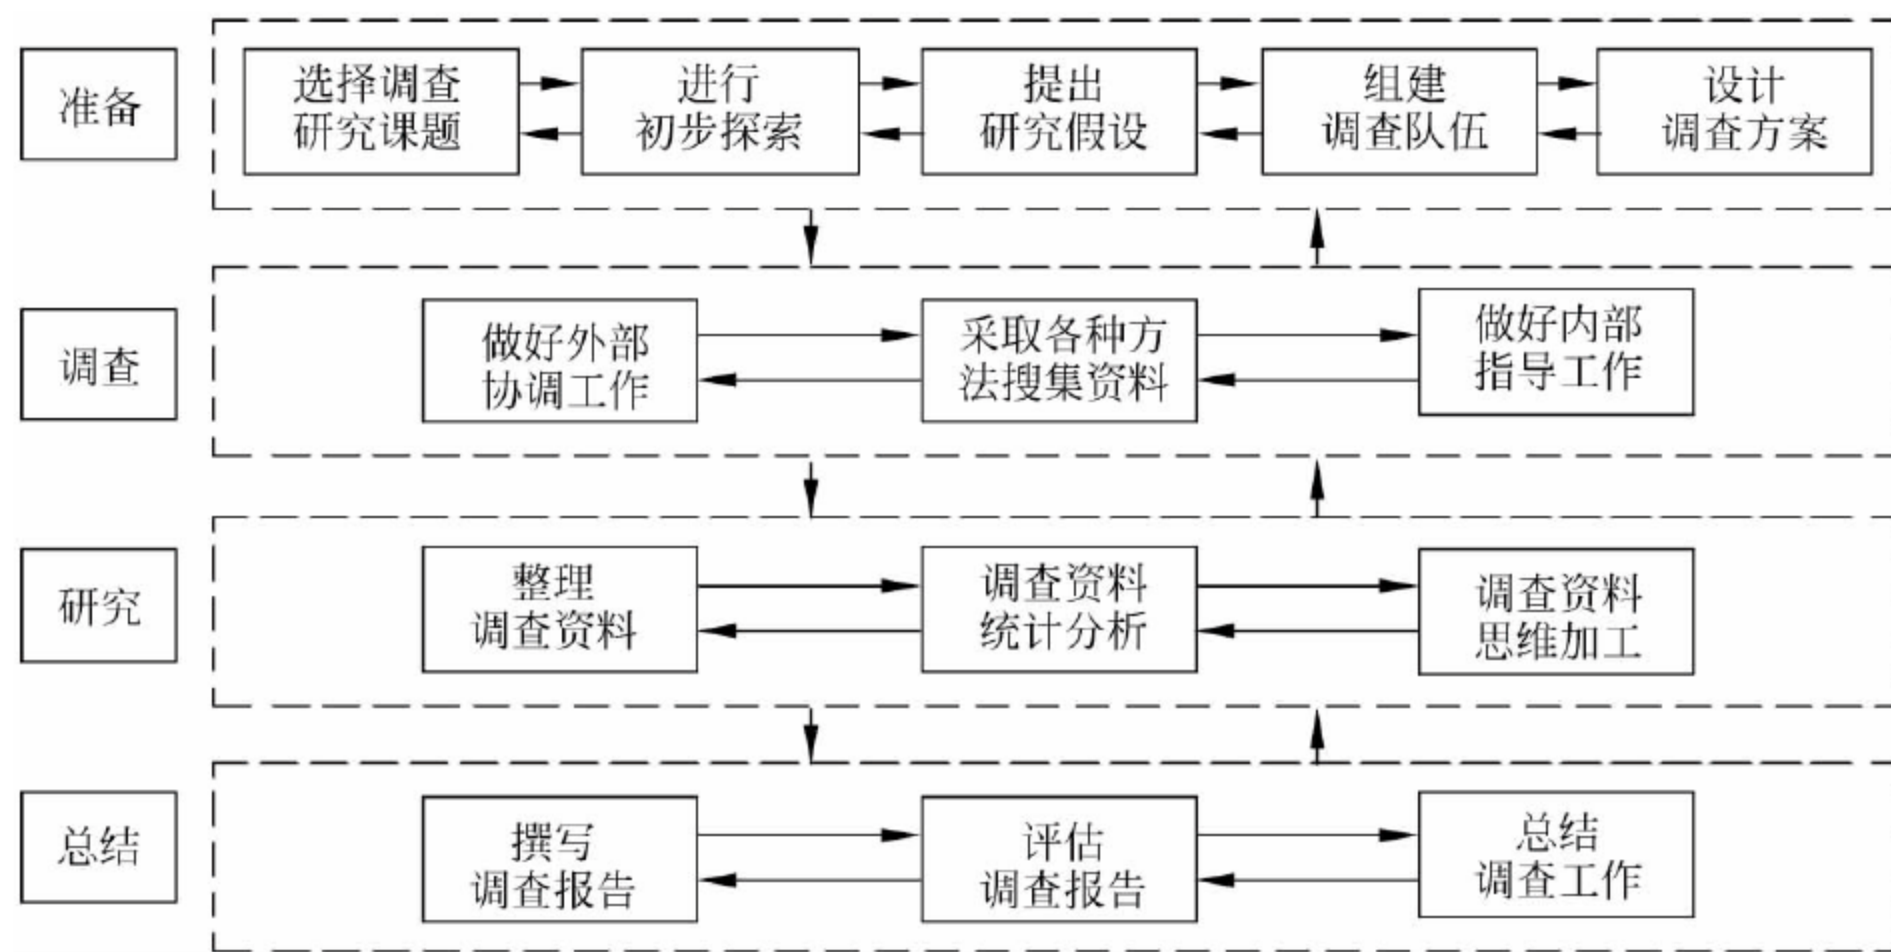 准备
选择调查
研究课题
进行
初步探索
提出
研究假设
组建
调查队伍
设计
调查方案
调查
做好外部
协调工作
采取各种方
法搜集资料
做好内部
指导工作
研究
整理
调查资料
调查资料
统计分析
调查资料
思维加工
总结
撰写
调查报告
评估
调查报告
总结
调查工作